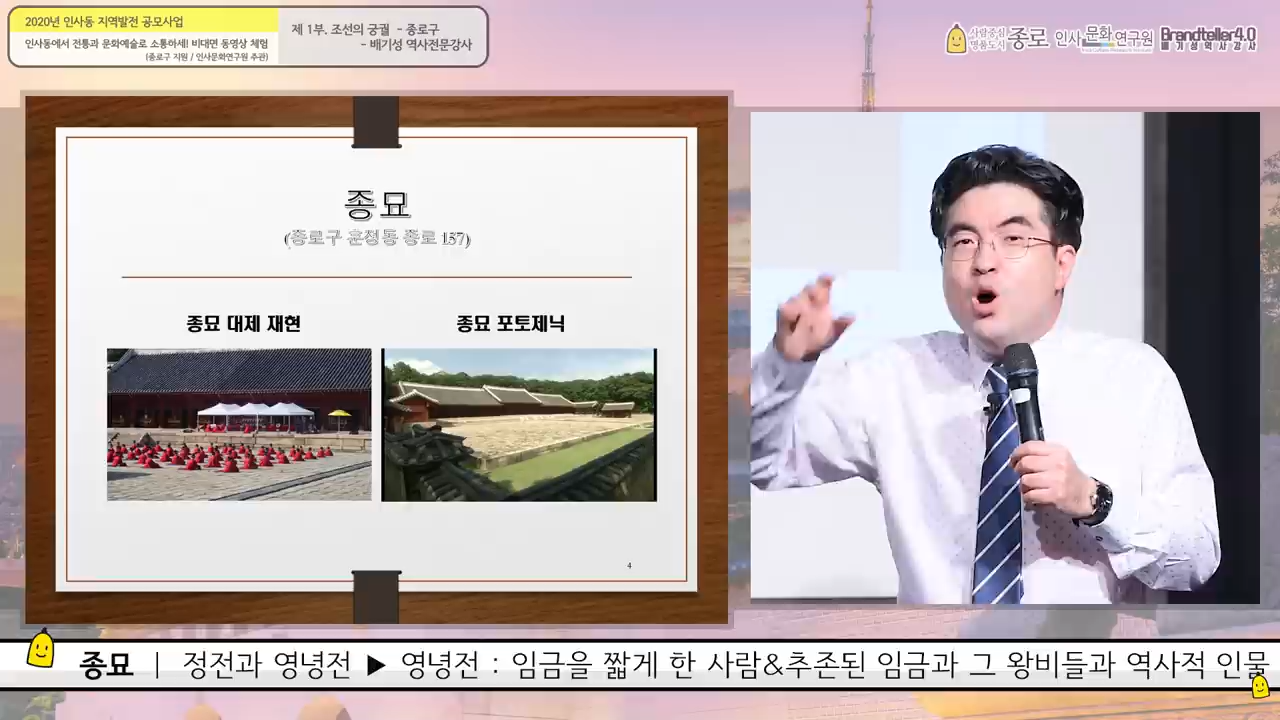 2020년 인사동 지역발전 공모사업
인사동에서 전통과 문화예술로 소통하세! 비대면 동영상 체험
(종로구 지원 / 인사문화연구원 주관)
제 1부. 조선의 궁궐 - 종로구
- 배기성 역사전문강사
사람중심
명품도시 종로
인사문화연구원
Brandteller4.0
배기성역사강사
종묘
(종로구 훈정동 종로 157)
종묘 대제 재현
종묘 포토제닉
4
종묘 | 정전과 영녕전 ▶ 영녕전 : 임금을 짧게 한 사람&추존된 임금과 그 왕비들과 역사적 인물